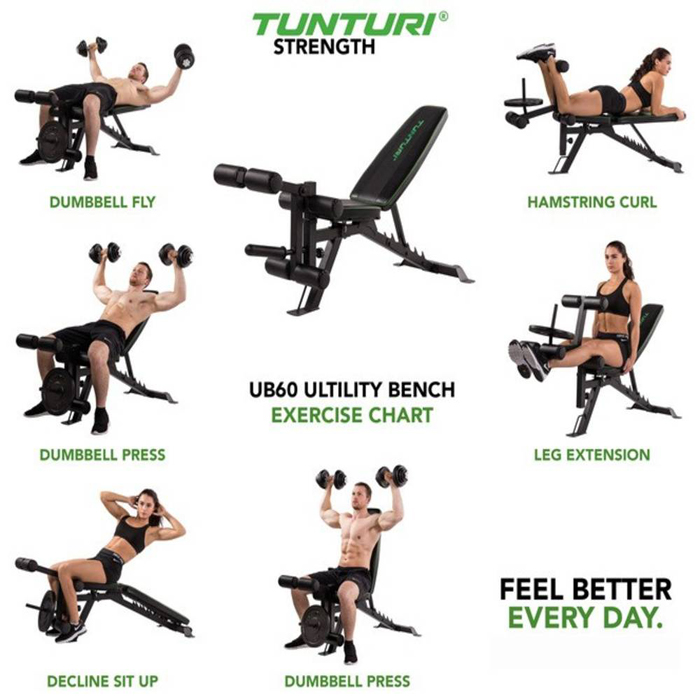 TUNTURI®
STRENGTH
DUMBBELL FLY
HAMSTRING CURL
TUNTURI
UB60 ULTILITY BENCH
EXERCISE CHART
DUMBBELL PRESS
LEG EXTENSION
DECLINE SIT UP
DUMBBELL PRESS
FEEL BETTER
EVERY DAY.